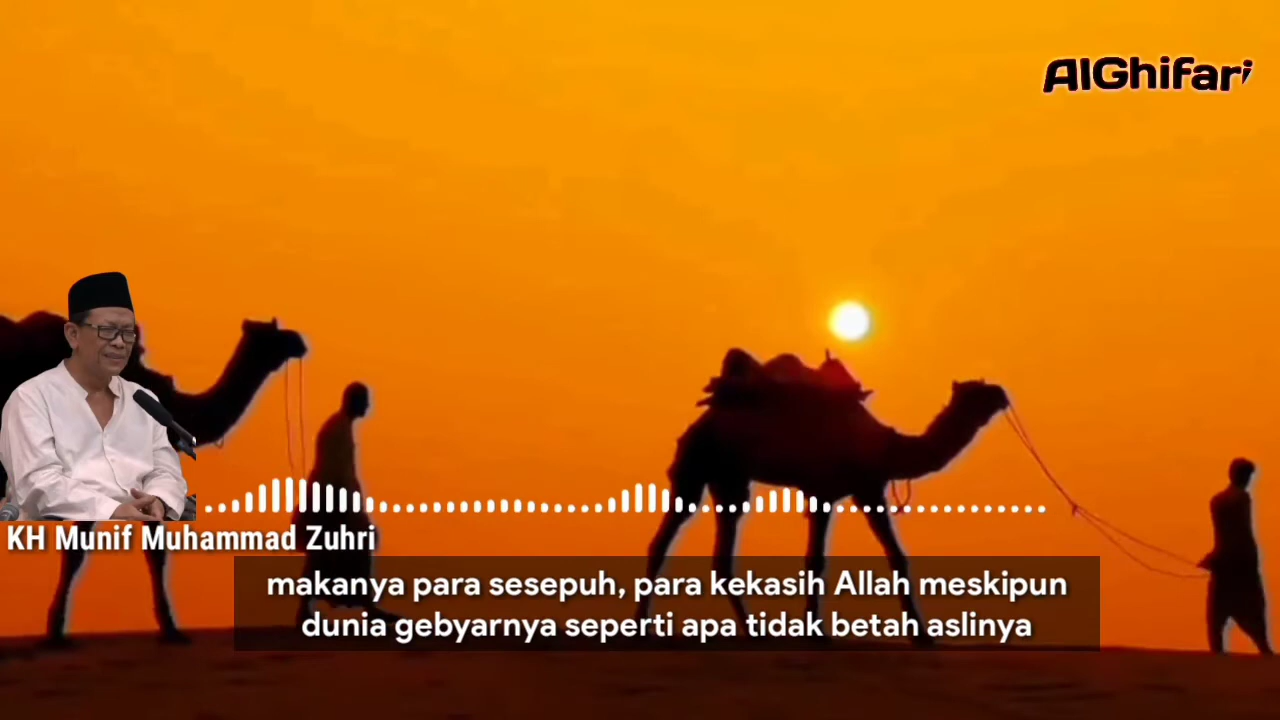 AlGhifari
KH Munif Muhammad Zuhri
makanya para sesepuh, para kekasih Allah meskipun
dunia gebyarnya seperti apa tidak betah aslinya